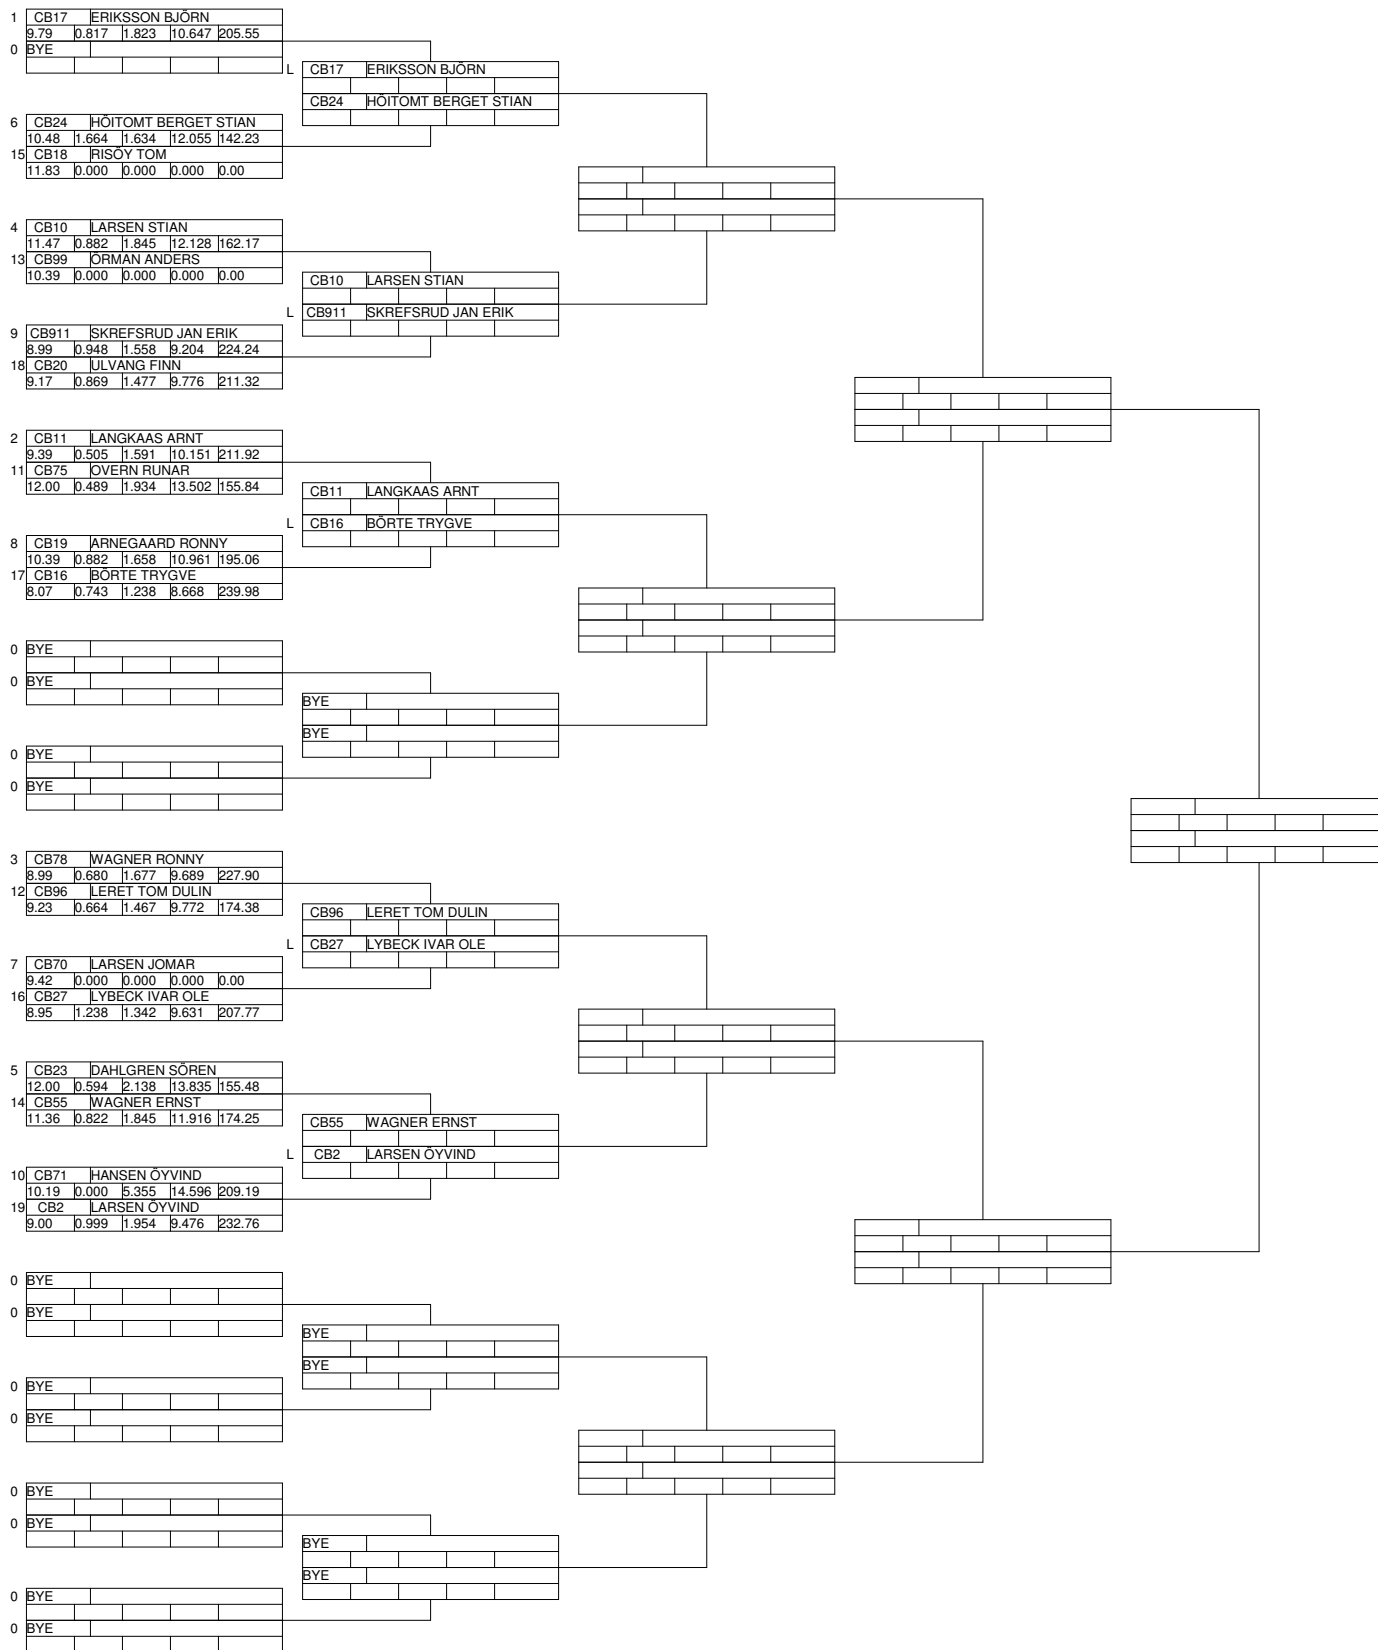 1 CB17 ERIKSSON BJÖRN
9.79 0.817 1.823 10.647 205.55
0 BYE
L CB17 ERIKSSON BJÖRN
CB24 HÖITOMT BERGET STIAN
6 CB24 HÖITOMT BERGET STIAN
10.48 1.664 1.634 12.055 142.23
15 CB18 RISÖY TOM
11.83 0.000 0.000 0.000 0.00
4 CB10 LARSEN STIAN
11.47 0.882 1.845 12.128 162.17
13 CB99 ORMAN ANDERS
10.39 0.000 0.000 0.000 0.00
CB10 LARSEN STIAN
L CB911 SKREFSRUD JAN ERIK
9 CB911 SKREFSRUD JAN ERIK
8.99 0.948 1.558 9.204 224.24
18 CB20 ULVANG FINN
9.17 0.869 1.477 9.776 211.32
2 CB11 LANGKAAS ARNT
9.39 0.505 1.591 10.151 211.92
11 CB75 OVERN RUNAR
12.00 0.489 1.934 13.502 155.84
CB11 LANGKAAS ARNT
L CB16 BÖRTE TRYGVE
8 CB19 ARNEGAARD RONNY
10.39 0.882 1.658 10.961 195.06
17 CB16 BÖRTE TRYGVE
8.07 0.743 1.238 8.668 239.98
0 BYE
0 BYE
BYE
BYE
0 BYE
0 BYE
3 CB78 WAGNER RONNY
8.99 0.680 1.677 9.689 227.90
12 CB96 LERET TOM DULIN
9.23 0.664 1.467 9.772 174.38
CB96 LERET TOM DULIN
L CB27 LYBECK IVAR OLE
7 CB70 LARSEN JOMAR
9.42 0.000 0.000 0.000 0.00
16 CB27 LYBECK IVAR OLE
8.95 1.238 1.342 9.631 207.77
5 CB23 DAHLGREN SÖREN
12.00 0.594 2.138 13.835 155.48
14 CB55 WAGNER ERNST
11.36 0.822 1.845 11.916 174.25
CB55 WAGNER ERNST
L CB2 LARSEN ÖYVIND
10 CB71 HANSEN ÖYVIND
10.19 0.000 5.355 14.596 209.19
19 CB2 LARSEN ÖYVIND
9.00 0.999 1.954 9.476 232.76
0 BYE
0 BYE
BYE
BYE
0 BYE
0 BYE
0 BYE
0 BYE
BYE
BYE
0 BYE
0 BYE